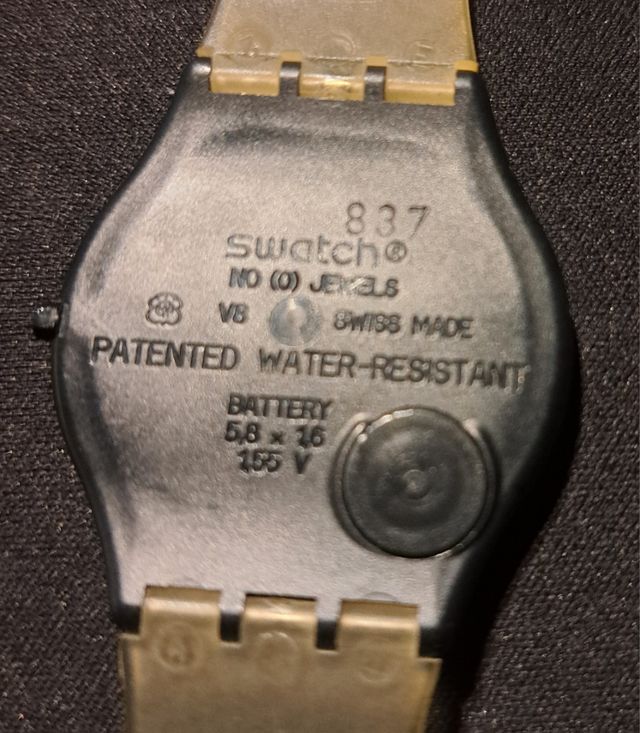 837
swatch®
NO (0) JEWELS
V8 SWISS MADE
PATENTED WATER-RESISTANT
BATTERY
5,8 x 1,6
1,55 V